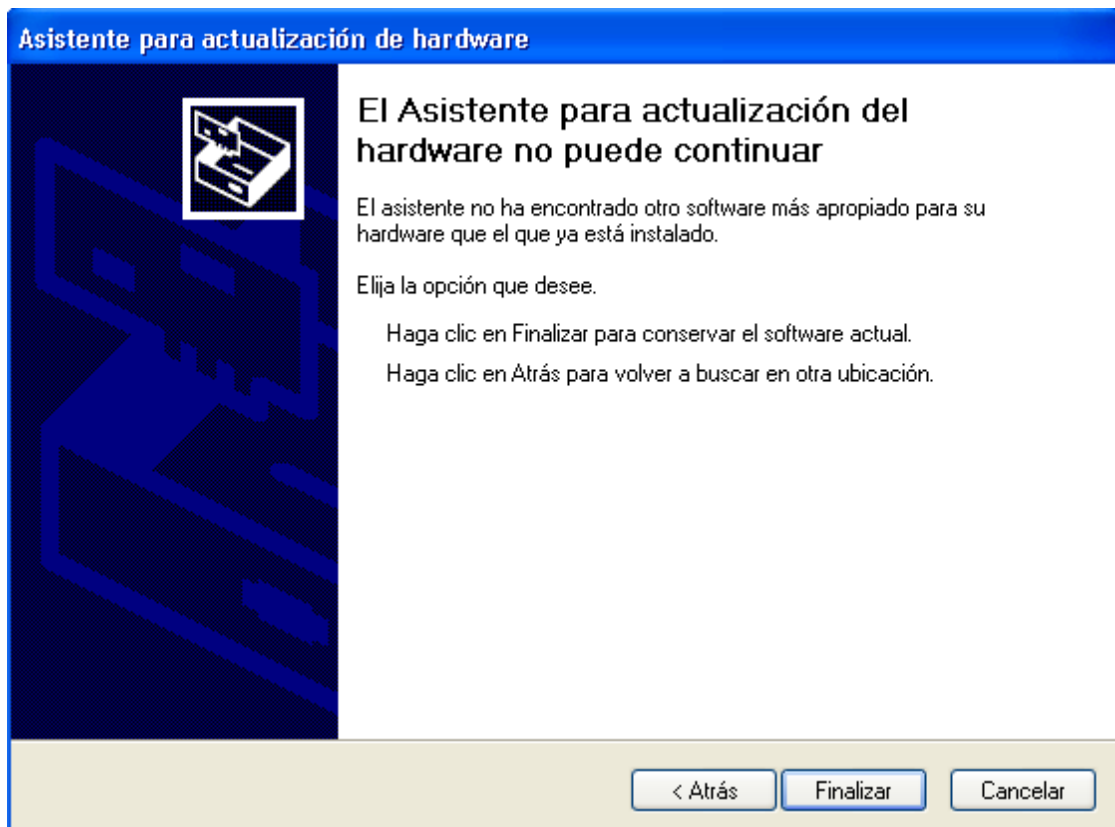 Asistente para actualización de hardware
El Asistente para actualización del
hardware no puede continuar
El asistente no ha encontrado otro software más apropiado para su
hardware que el que ya está instalado.
Elija la opción que desee.
Haga clic en Finalizar para conservar el software actual.
Haga clic en Atrás para volver a buscar en otra ubicación.
< Atrás
Finalizar
Cancelar